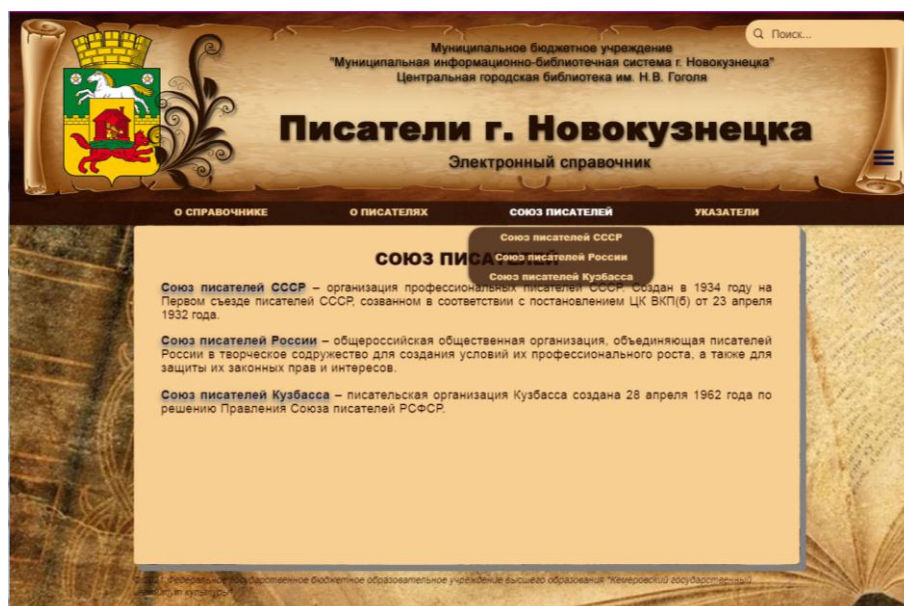 Поиск...
Муниципальное бюджетное учреждение
"Муниципальная информационно-библиотечная система г. Новокузнецка"
Центральная городская библиотека им. Н.В. Гоголя
Писатели г. Новокузнецка
Электронный справочник
О СПРАВОЧНИКЕ О ПИСАТЕЛЯХ СОЮЗ ПИСАТЕЛЕЙ УКАЗАТЕЛИ
Союз писателей СССР
Союз писателей России
Союз писателей Кузбасса
СОЮЗ ПИСАТЕЛЕЙ
Союз писателей СССР – организация профессиональных писателей СССР. Создан в 1934 году на
Первом съезде писателей СССР, созванном в соответствии с постановлением ЦК ВКП(б) от 23 апреля
1932 года.
Союз писателей России – общероссийская общественная организация, объединяющая писателей
России в творческое содружество для создания условий их профессионального роста, а также для
защиты их законных прав и интересов.
Союз писателей Кузбасса – писательская организация Кузбасса создана 28 апреля 1962 года по
решению Правления Союза писателей РСФСР.
Федеральное государственное бюджетное образовательное учреждение высшего образования "Кемеровский государственный
институт культуры"